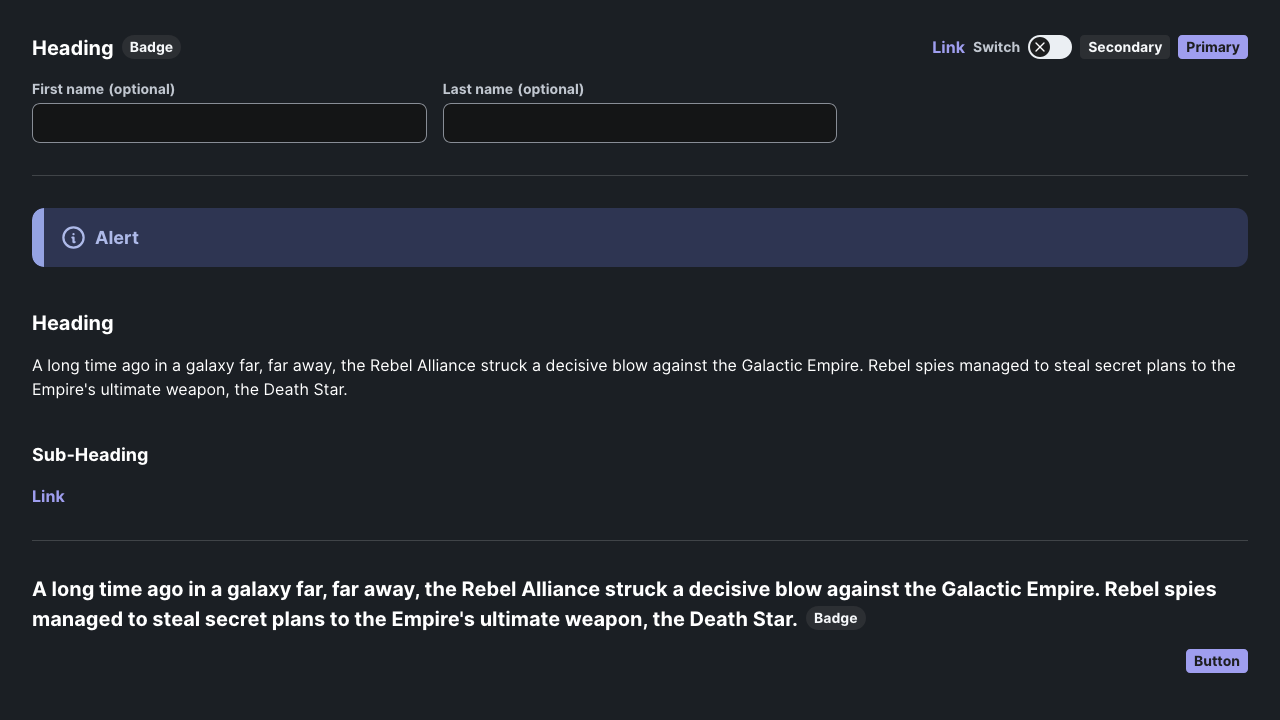 Heading Badge Link Switch Secondary Primary
First name (optional) Last name (optional)
Alert
Heading
A long time ago in a galaxy far, far away, the Rebel Alliance struck a decisive blow against the Galactic Empire. Rebel spies managed to steal secret plans to the
Empire's ultimate weapon, the Death Star.
Sub-Heading
Link
A long time ago in a galaxy far, far away, the Rebel Alliance struck a decisive blow against the Galactic Empire. Rebel spies
managed to steal secret plans to the Empire's ultimate weapon, the Death Star. Badge
Button